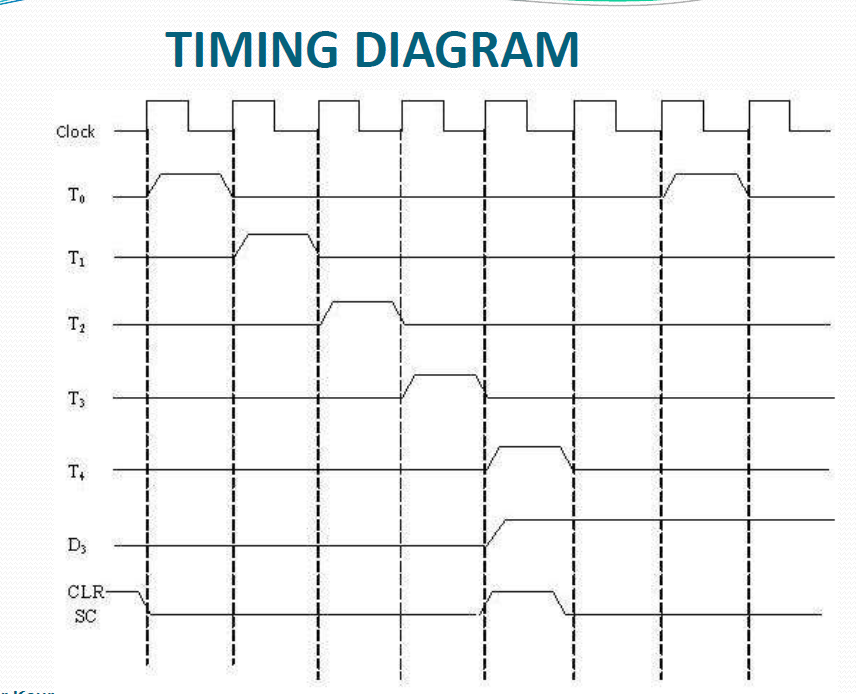 TIMING DIAGRAM
Clock
T₀
T₁
T₂
T₃
T₄
D₃
CLR
SC